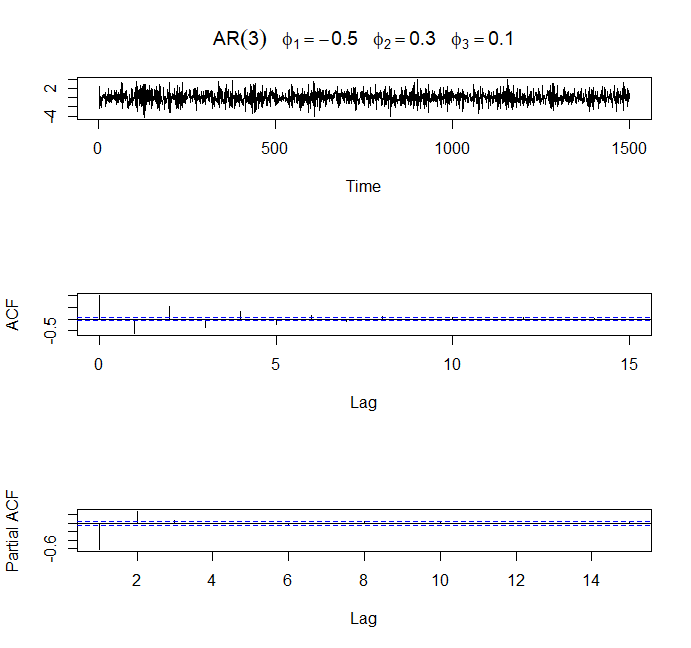 AR(3) ϕ1 = −0.5 ϕ2 = 0.3 ϕ3 = 0.1
2
-4
0 500 1000 1500
Time
ACF
-0.5
0 5 10 15
Lag
Partial ACF
-0.6
2 4 6 8 10 12 14
Lag